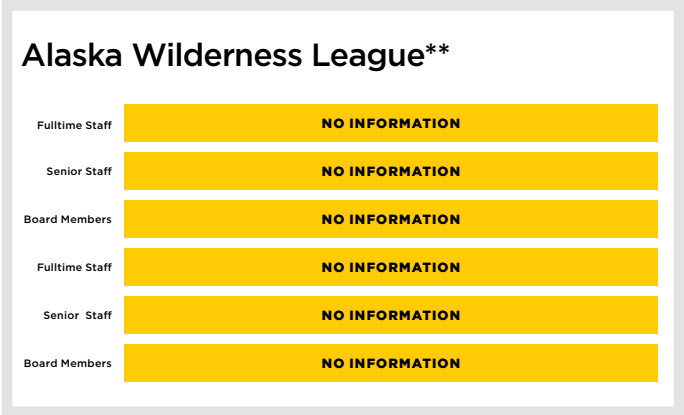 Alaska Wilderness League**
Fulltime Staff NO INFORMATION
Senior Staff NO INFORMATION
Board Members NO INFORMATION
Fulltime Staff NO INFORMATION
Senior Staff NO INFORMATION
Board Members NO INFORMATION